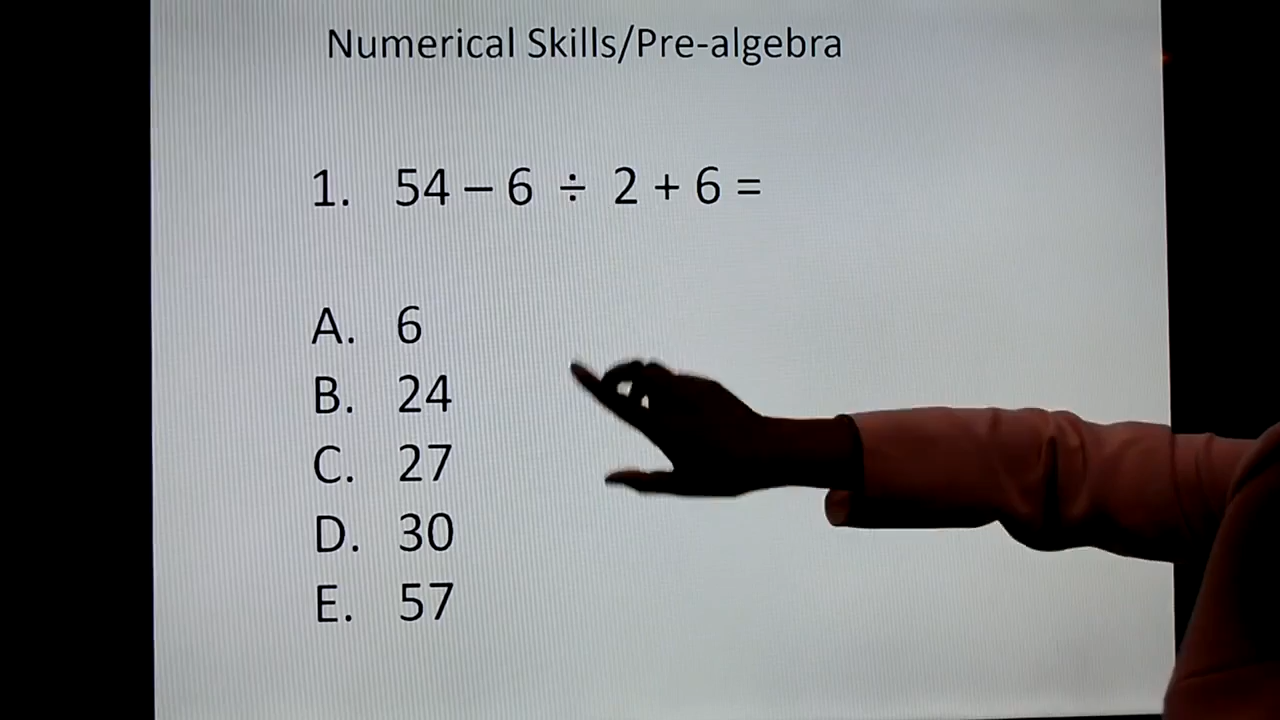 Numerical Skills/Pre-algebra
1. 54 – 6 ÷ 2 + 6 =
A. 6
B. 24
C. 27
D. 30
E. 57